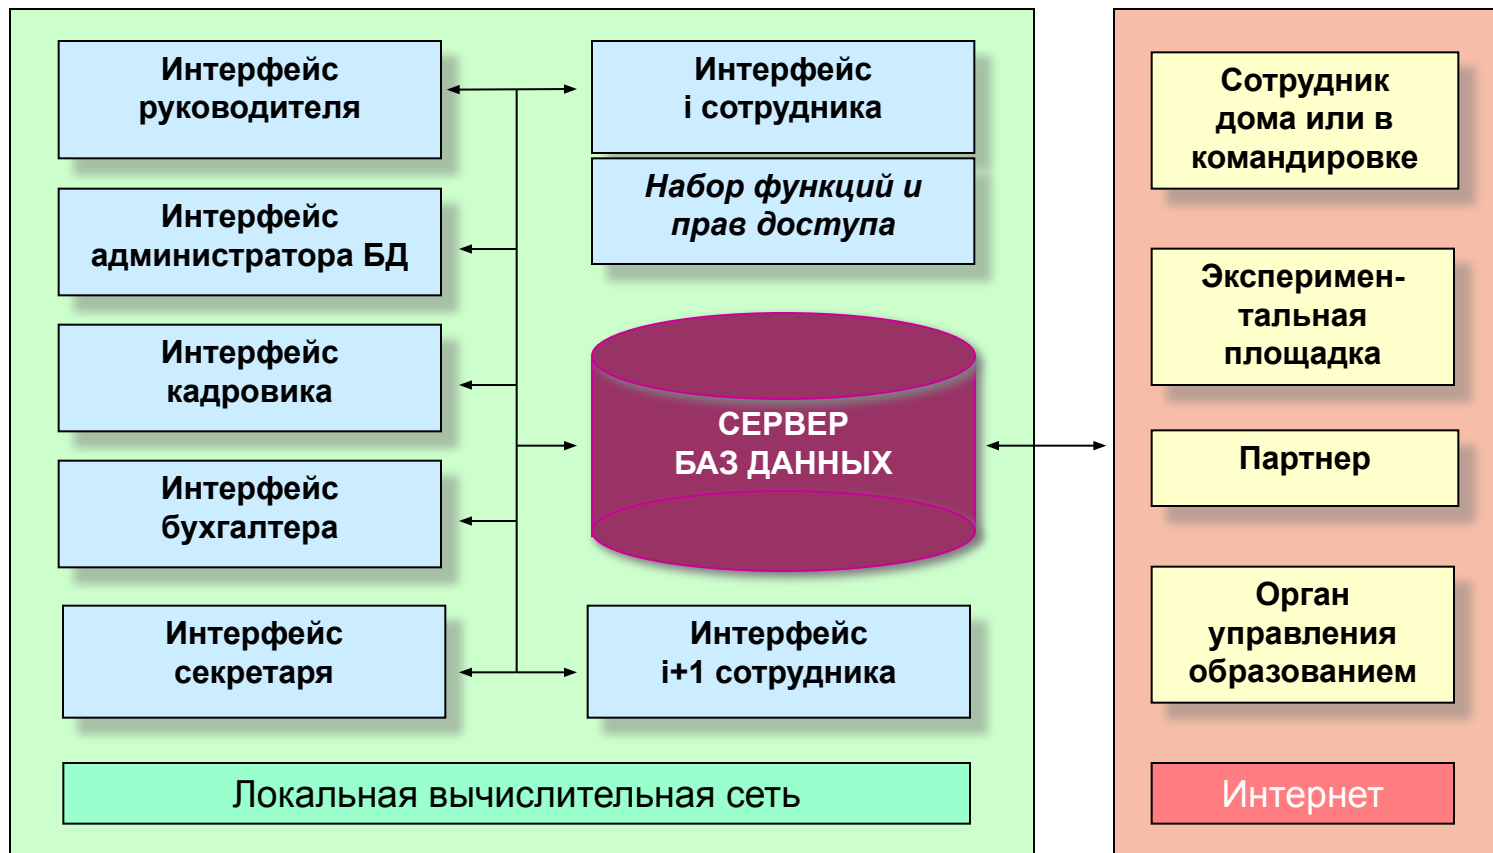 Интерфейс
руководителя
Интерфейс
i сотрудника
Набор функций и
прав доступа
Интерфейс
администратора БД
Интерфейс
кадровика
СЕРВЕР
БАЗ ДАННЫХ
Интерфейс
бухгалтера
Интерфейс
секретаря
Интерфейс
i+1 сотрудника
Локальная вычислительная сеть
Сотрудник
дома или в
командировке
Эксперимен-
тальная
площадка
Партнер
Орган
управления
образованием
Интернет